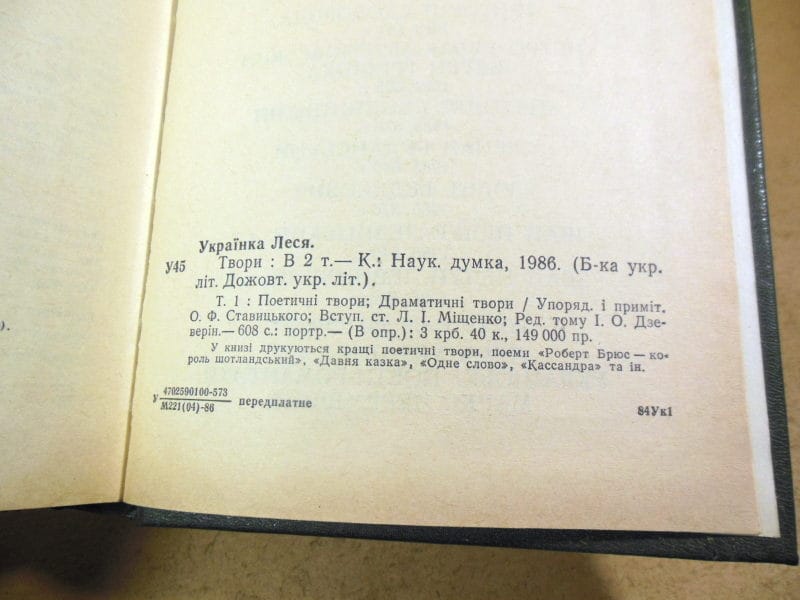 ).
Українка Леся.
У45 Твори : В 2 т.— К.: Наук. думка, 1986. (Б-ка укр.
літ. Дожовт. укр. літ.).
Т. 1 : Поетичні твори; Драматичні твори / Упоряд. і приміт.
О. Ф. Ставицького; Вступ. ст. Л. І. Міщенко; Ред. тому І. О. Дзе-
верін.— 608 с.: портр.— (В опр.): 3 крб. 40 к., 149 000 пр.
У книзі друкуються кращі поетичні твори, поеми «Роберт Брюс — ко-
роль шотландський», «Давня казка», «Одне слово», «Кассандра» та ін.
У 4702590100-573
М221(04)-86 передплатне 84Ук1